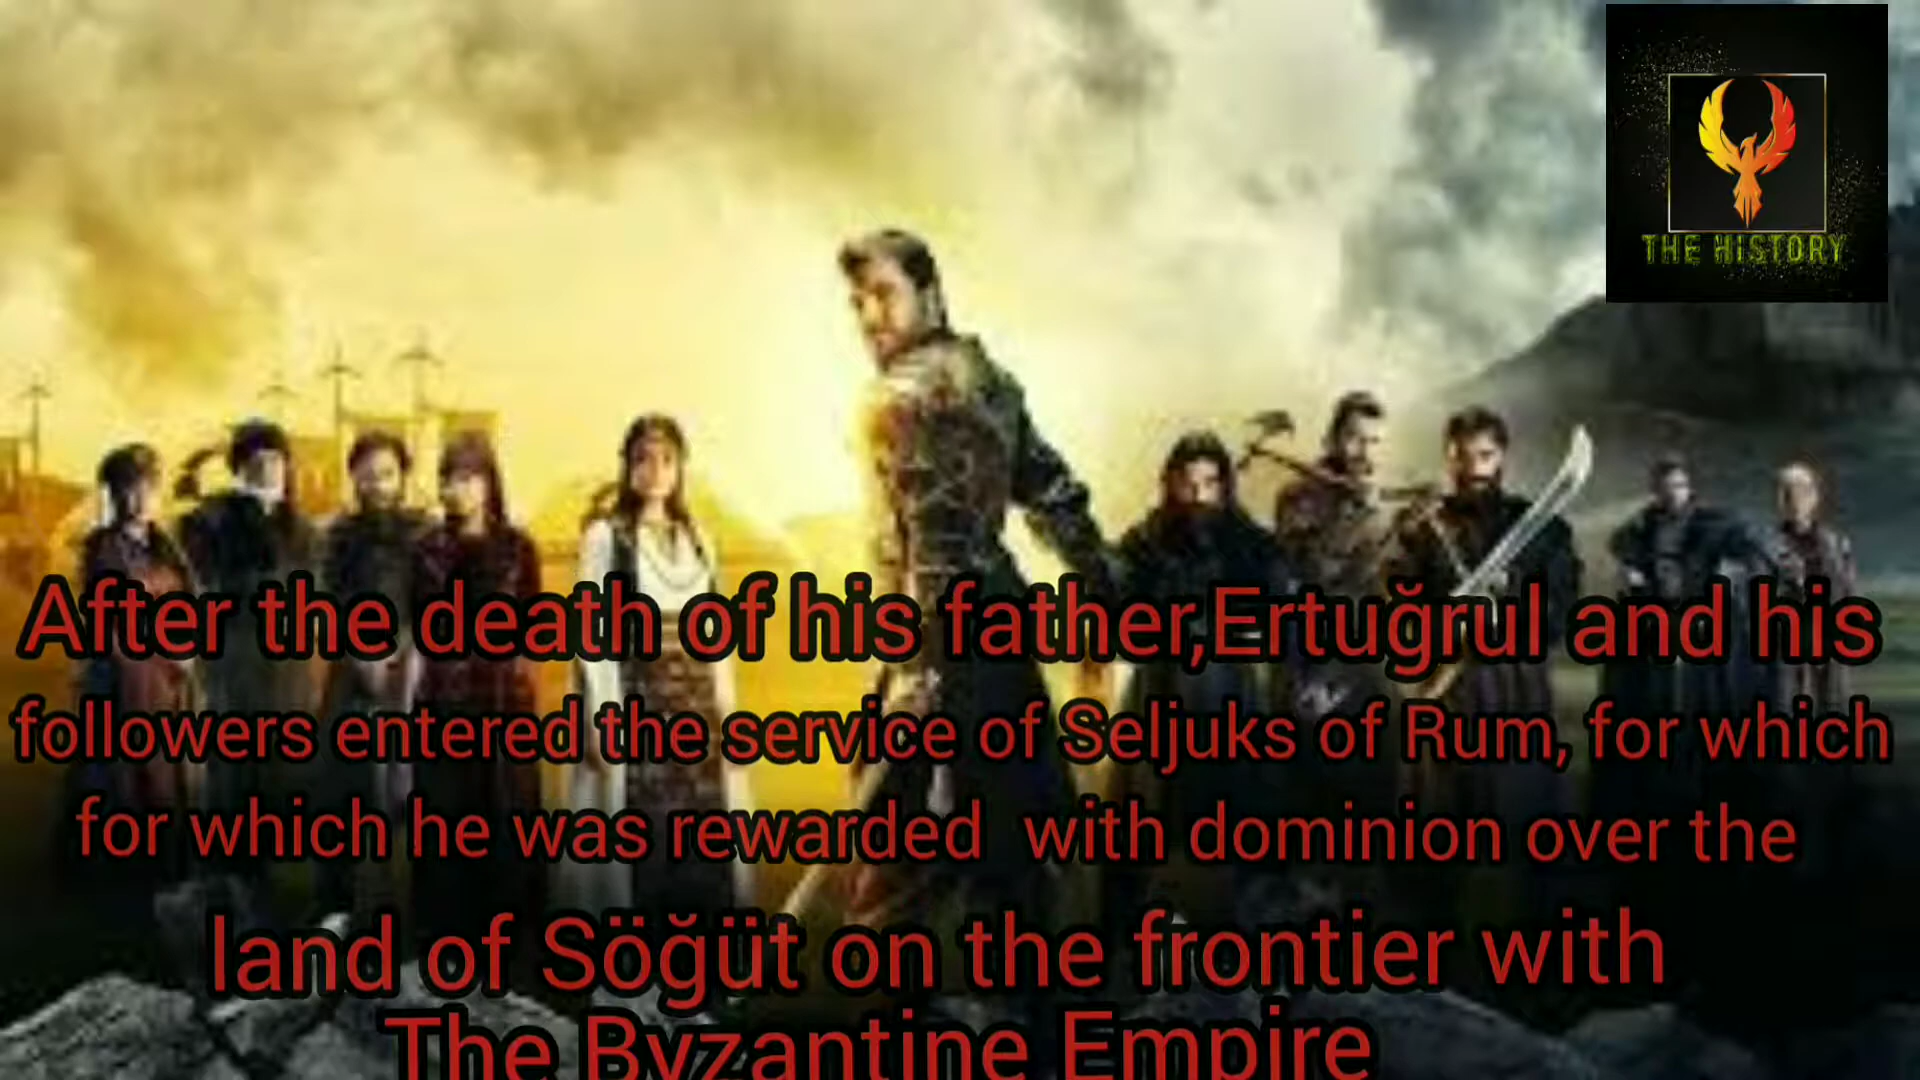 THE HiSTORY
After the death of his father,Ertuğrul and his
followers entered the service of Seljuks of Rum, for which
for which he was rewarded with dominion over the
land of Söğüt on the frontier with
The Byzantine Empire